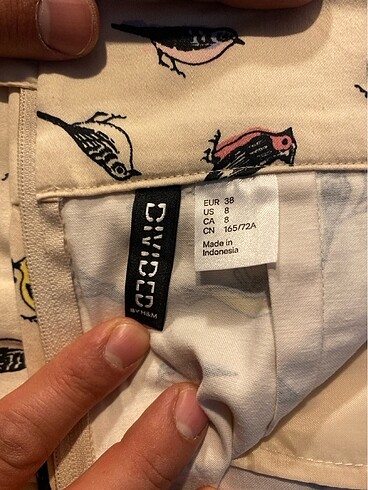 DIVIDED
BY H&M
EUR 38
US 8
CA 8
CN 165/72A
Made in
Indonesia